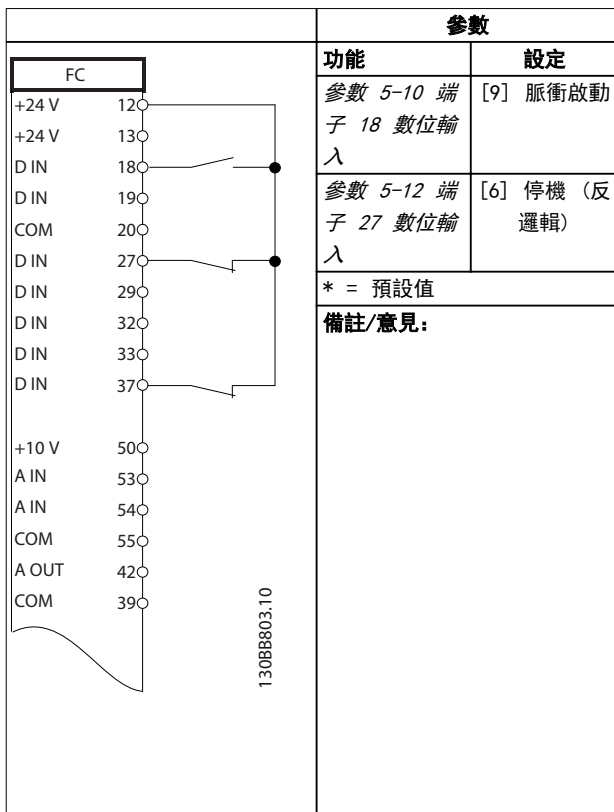 FC
+24 V 12
+24 V 13
D IN 18
D IN 19
COM 20
D IN 27
D IN 29
D IN 32
D IN 33
D IN 37
+10 V 50
A IN 53
A IN 54
COM 55
A OUT 42
COM 39
130BB803.10
參數
功能 設定
參數 5-10 端 [9] 脈衝啟動
子 18 數位輸
入
參數 5-12 端 [6] 停機 (反
子 27 數位輸 邏輯)
入
* = 預設值
備註/意見: